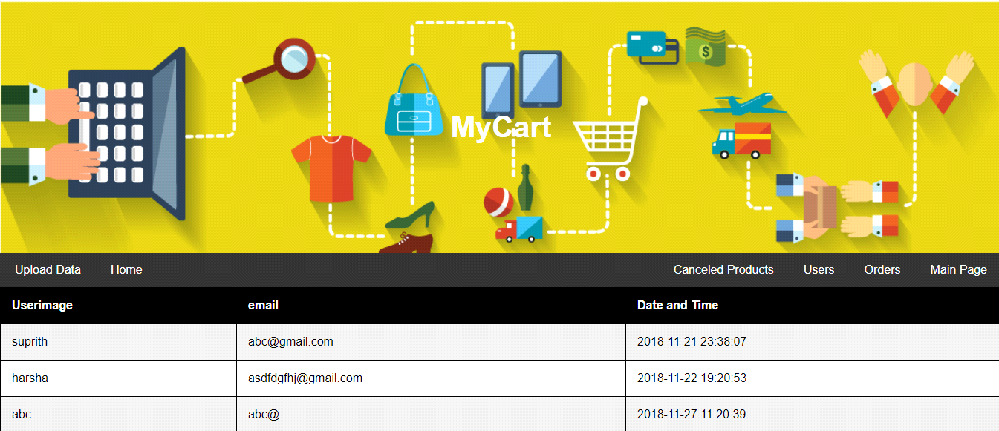 MyCart
Upload Data Home Canceled Products Users Orders Main Page
Userimage email Date and Time
suprith abc@gmail.com 2018-11-21 23:38:07
harsha asdfdgfhj@gmail.com 2018-11-22 19:20:53
abc abc@ 2018-11-27 11:20:39